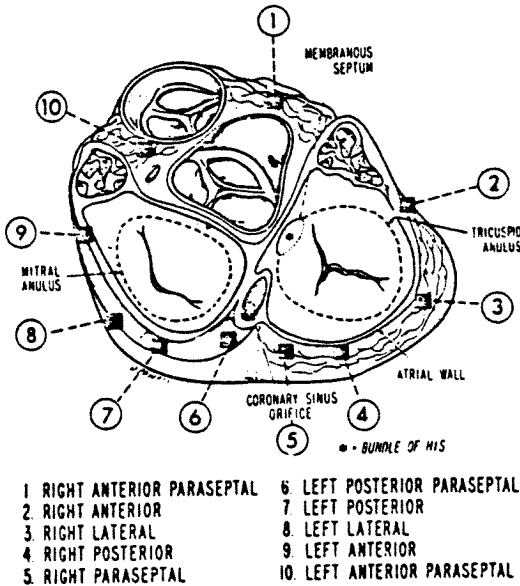 1
MEMBRANOUS
SEPTUM
10
2
TRICUSPID
ANULUS
9
MITRAL
ANULUS
3
8
ATRIAL WALL
7
6
CORONARY SINUS
ORIFICE
5
4
* - BUNDLE OF HIS
1 RIGHT ANTERIOR PARASEPTAL
2. RIGHT ANTERIOR
3. RIGHT LATERAL
4. RIGHT POSTERIOR
5. RIGHT PARASEPTAL
6. LEFT POSTERIOR PARASEPTAL
7. LEFT POSTERIOR
8. LEFT LATERAL
9. LEFT ANTERIOR
10. LEFT ANTERIOR PARASEPTAL